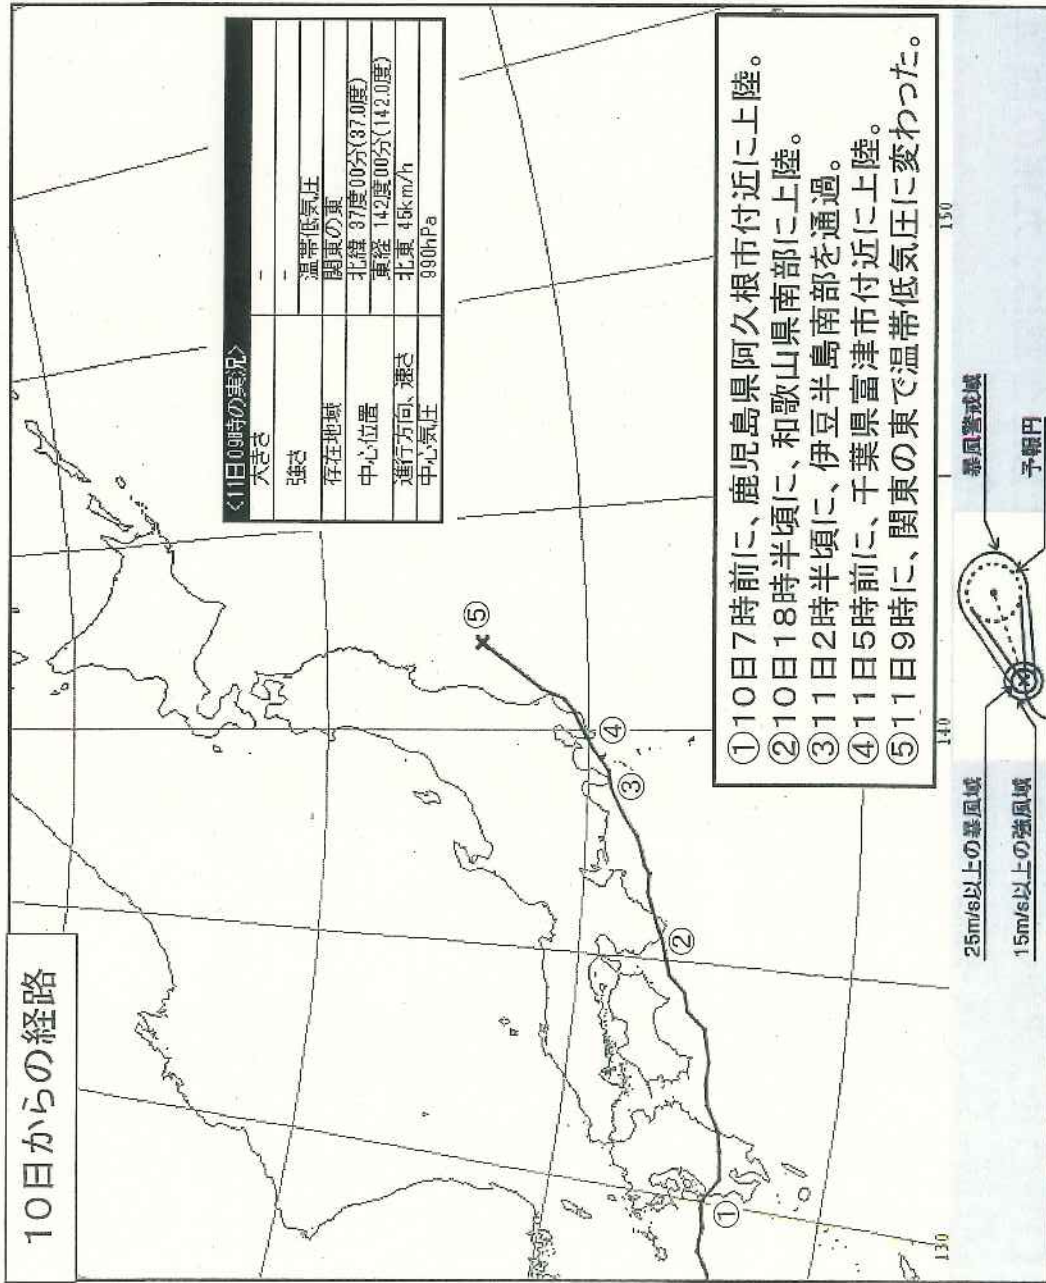 10日からの経路
<11日09時の実況>
大きさ －
強さ －
温帯低気圧
存在地域 関東の東
中心位置 北緯 37度00分(37.0度)
東経 142度00分(142.0度)
進行方向、速さ 北東 45km/h
中心気圧 990hPa
⑤
④
③
②
①
①10日7時前に、鹿児島県阿久根市付近に上陸。
②10日18時半頃に、和歌山県南部に上陸。
③11日2時半頃に、伊豆半島南部を通過。
④11日5時前に、千葉県富津市付近に上陸。
⑤11日9時に、関東の東で温帯低気圧に変わった。
130
140
150
25m/s以上の暴風域
15m/s以上の強風域
暴風警戒域
予報円